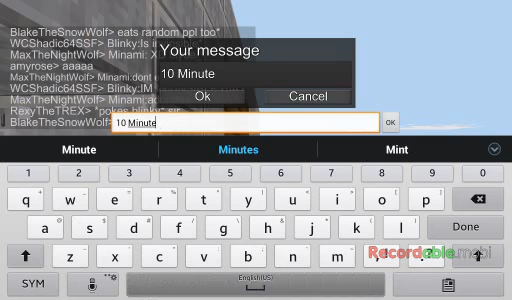 BlakeTheSnowWolf> eats random ppl too*
WCShadic64SSF> Blinky:Is i
MaxTheNightWolf> Minami: X
amyrose> aaaaa
MaxTheNightWolf> Minami:dont
WCShadic64SSF> Blinky:IM
MaxTheNightWolf> Minami:
RexyTheTREX> *pokes blinky* sir
BlakeTheSnowWolf>
Your message
10 Minute
Ok Cancel
10 Minute OK
Minute Minutes Mint
1 2 3 4 5 6 7 8 9 0
q w e r t y u i o p
a s d f g h j k l Done
z x c v b n m ,! .?
SYM English(US)
Recordable.mobi